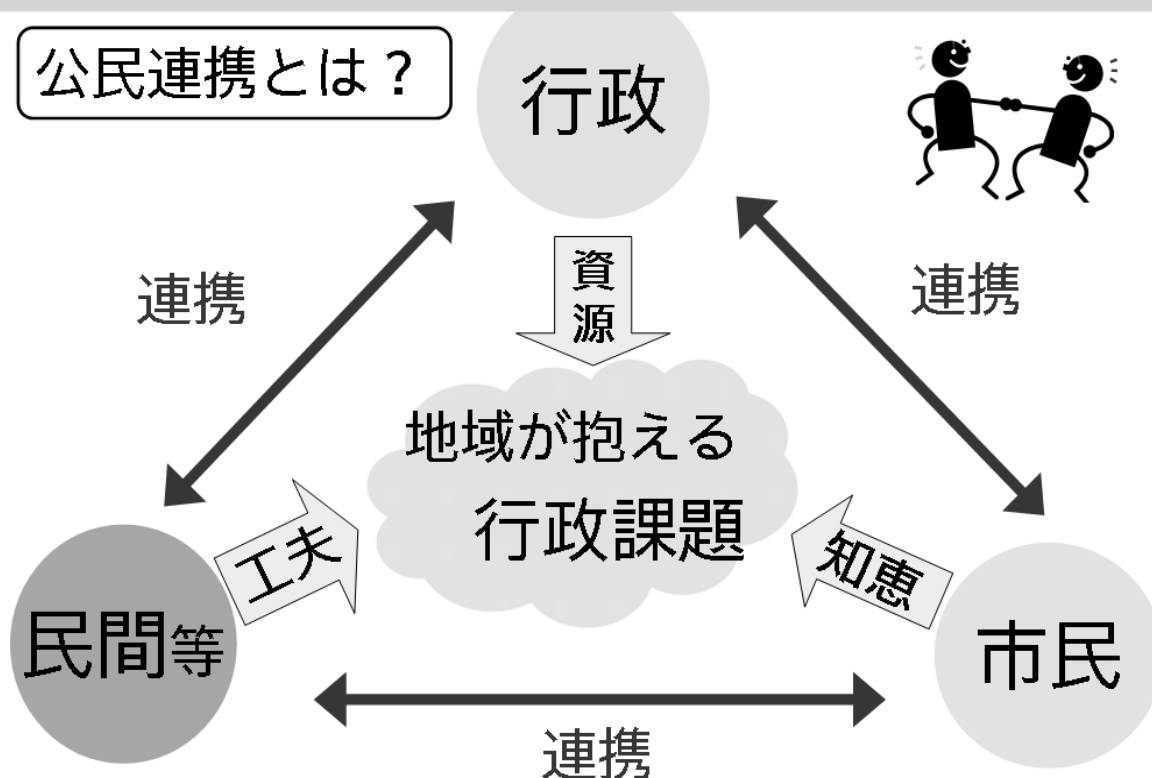 公民連携とは？
行政
連携
連携
資
源
地域が抱える
行政課題
工夫
知恵
民間等
市民
連携